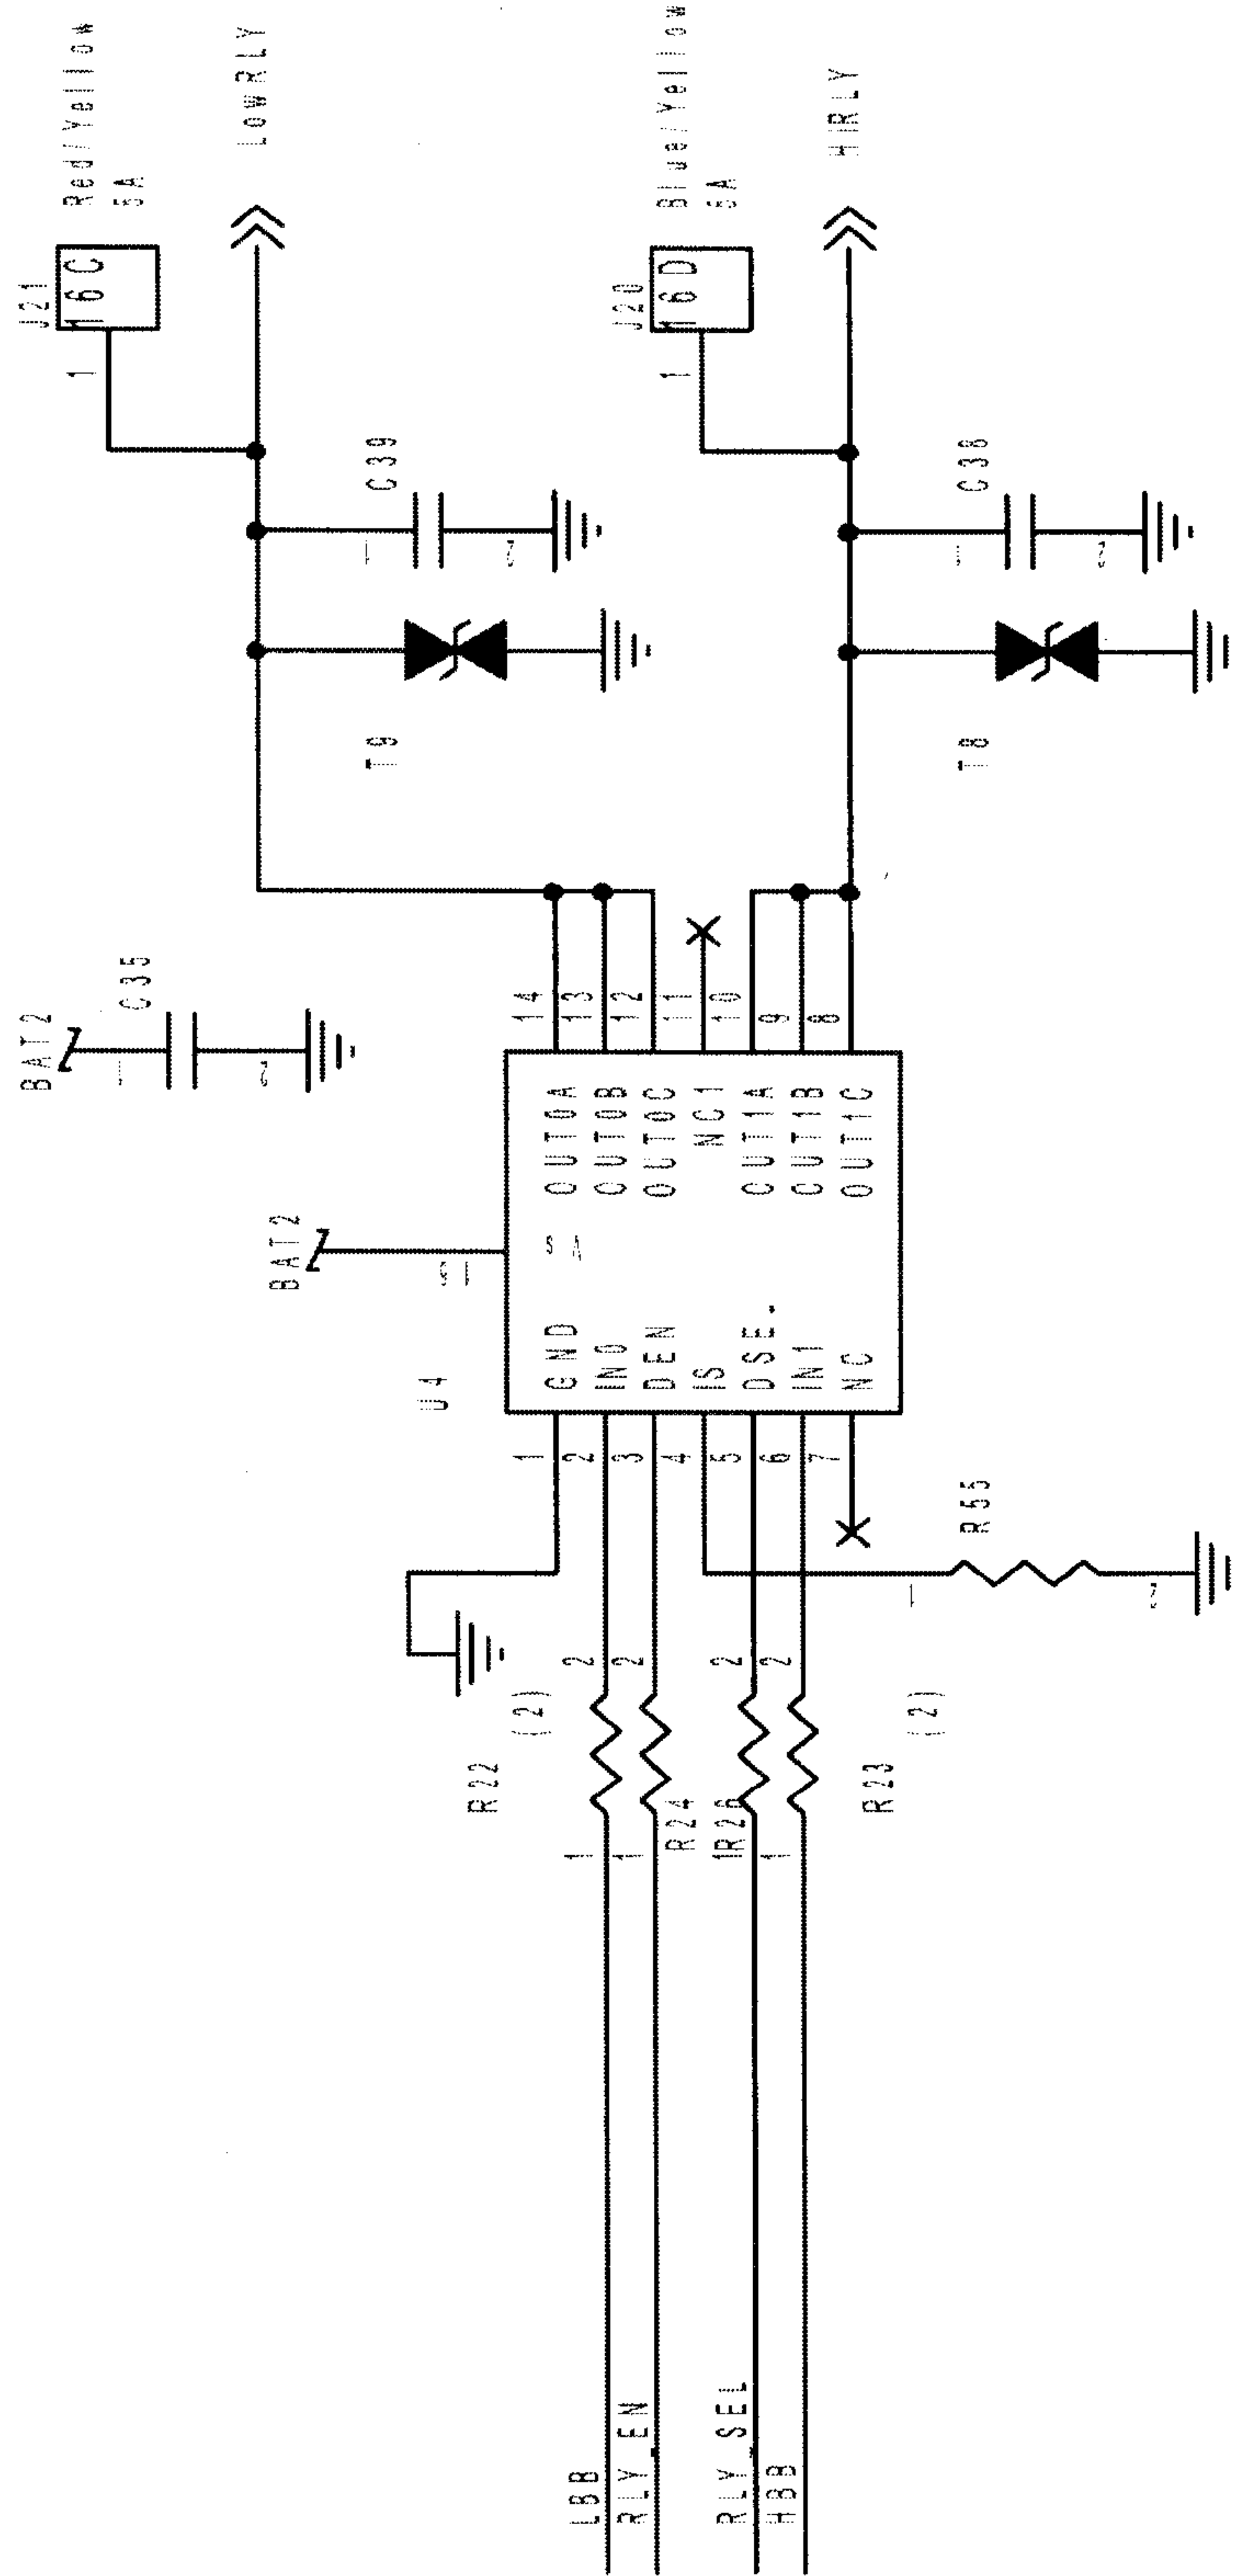 J21
16C
1
Red/Yellow
5A
LowRLY
J20
16D
1
Blue/Yellow
5A
HIRLY
C39
1
2
T9
C38
1
2
T8
BAT2
C35
1
2
BAT2
U4
14
13
12
11
10
9
8
OUT0A
OUT0B
OUT0C
NC1
OUT1A
OUT1B
OUT1C
GND
IN0
DEN
IS
IN1
NC
1
2
3
4
5
6
7
R55
1
2
R22
(2)
1
2
R24
1
2
1
2
R23
(2)
1
2
LBB
RLY_EN
RLY_SEL
HBB